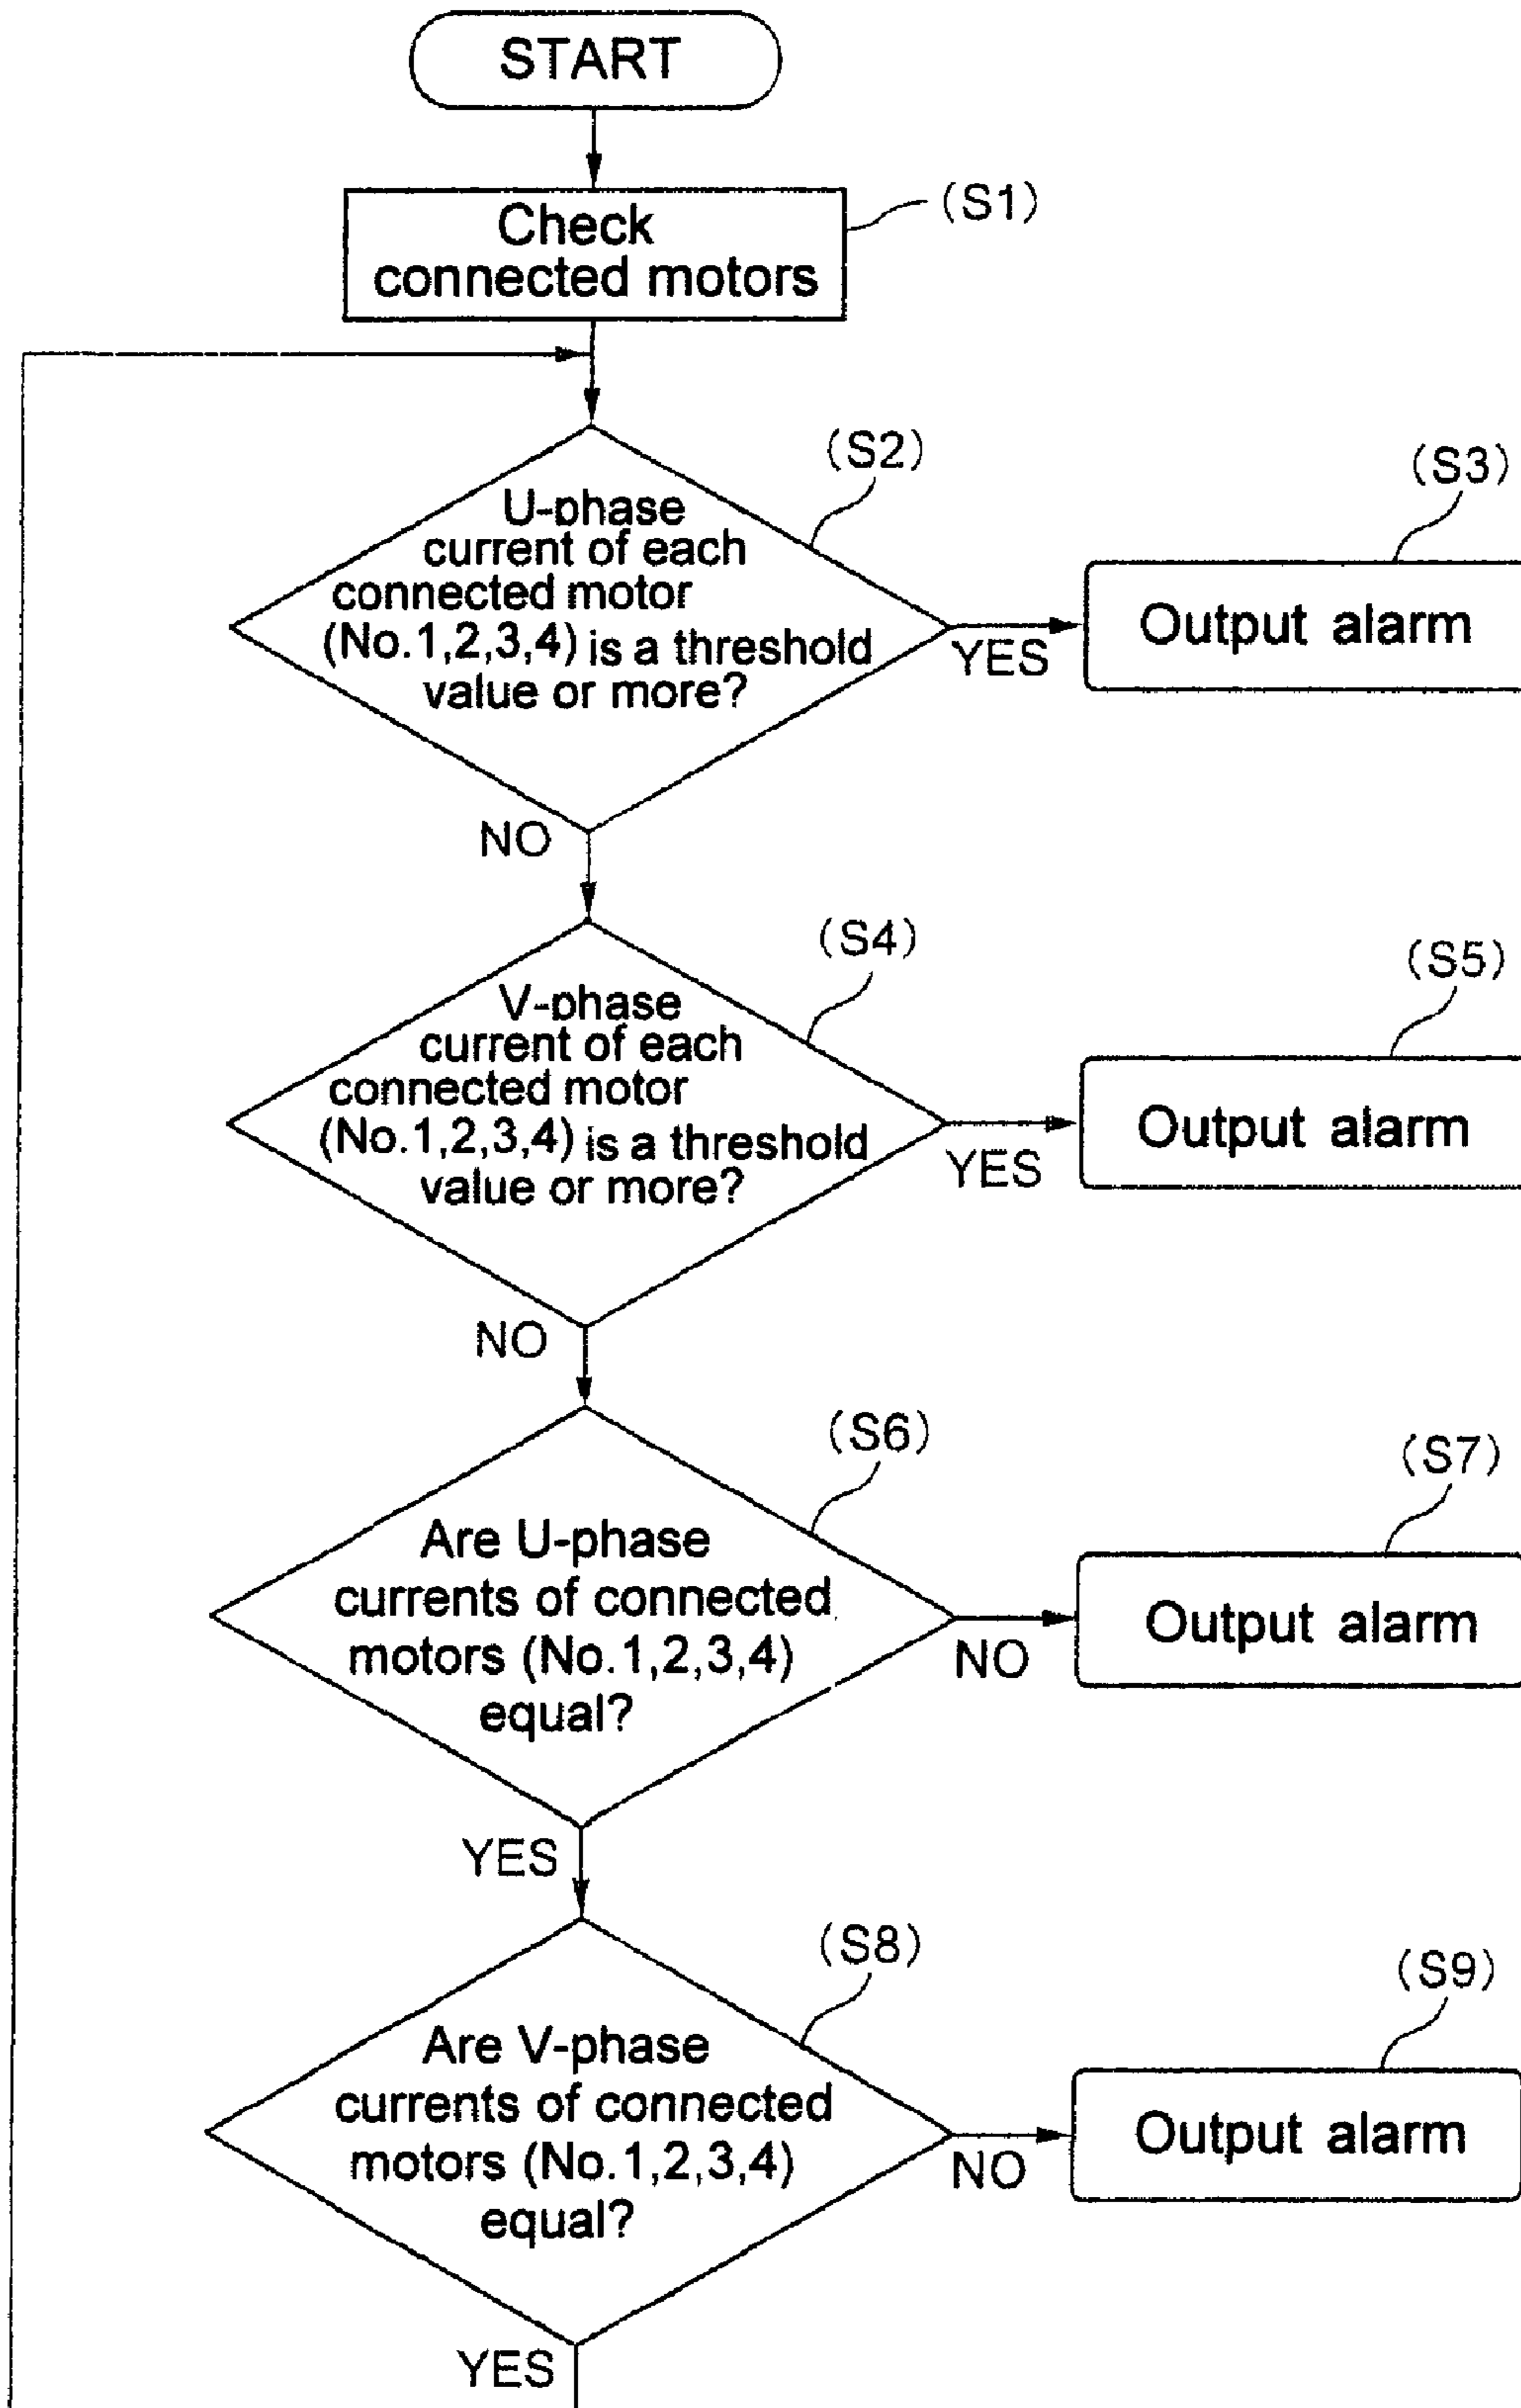 START
Check
connected motors
(S1)
U-phase
current of each
connected motor
(No.1,2,3,4) is a threshold
value or more?
(S2)
YES
(S3)
Output alarm
NO
V-phase
current of each
connected motor
(No.1,2,3,4) is a threshold
value or more?
(S4)
YES
(S5)
Output alarm
NO
Are U-phase
currents of connected
motors (No.1,2,3,4)
equal?
(S6)
NO
(S7)
Output alarm
YES
Are V-phase
currents of connected
motors (No.1,2,3,4)
equal?
(S8)
NO
(S9)
Output alarm
YES